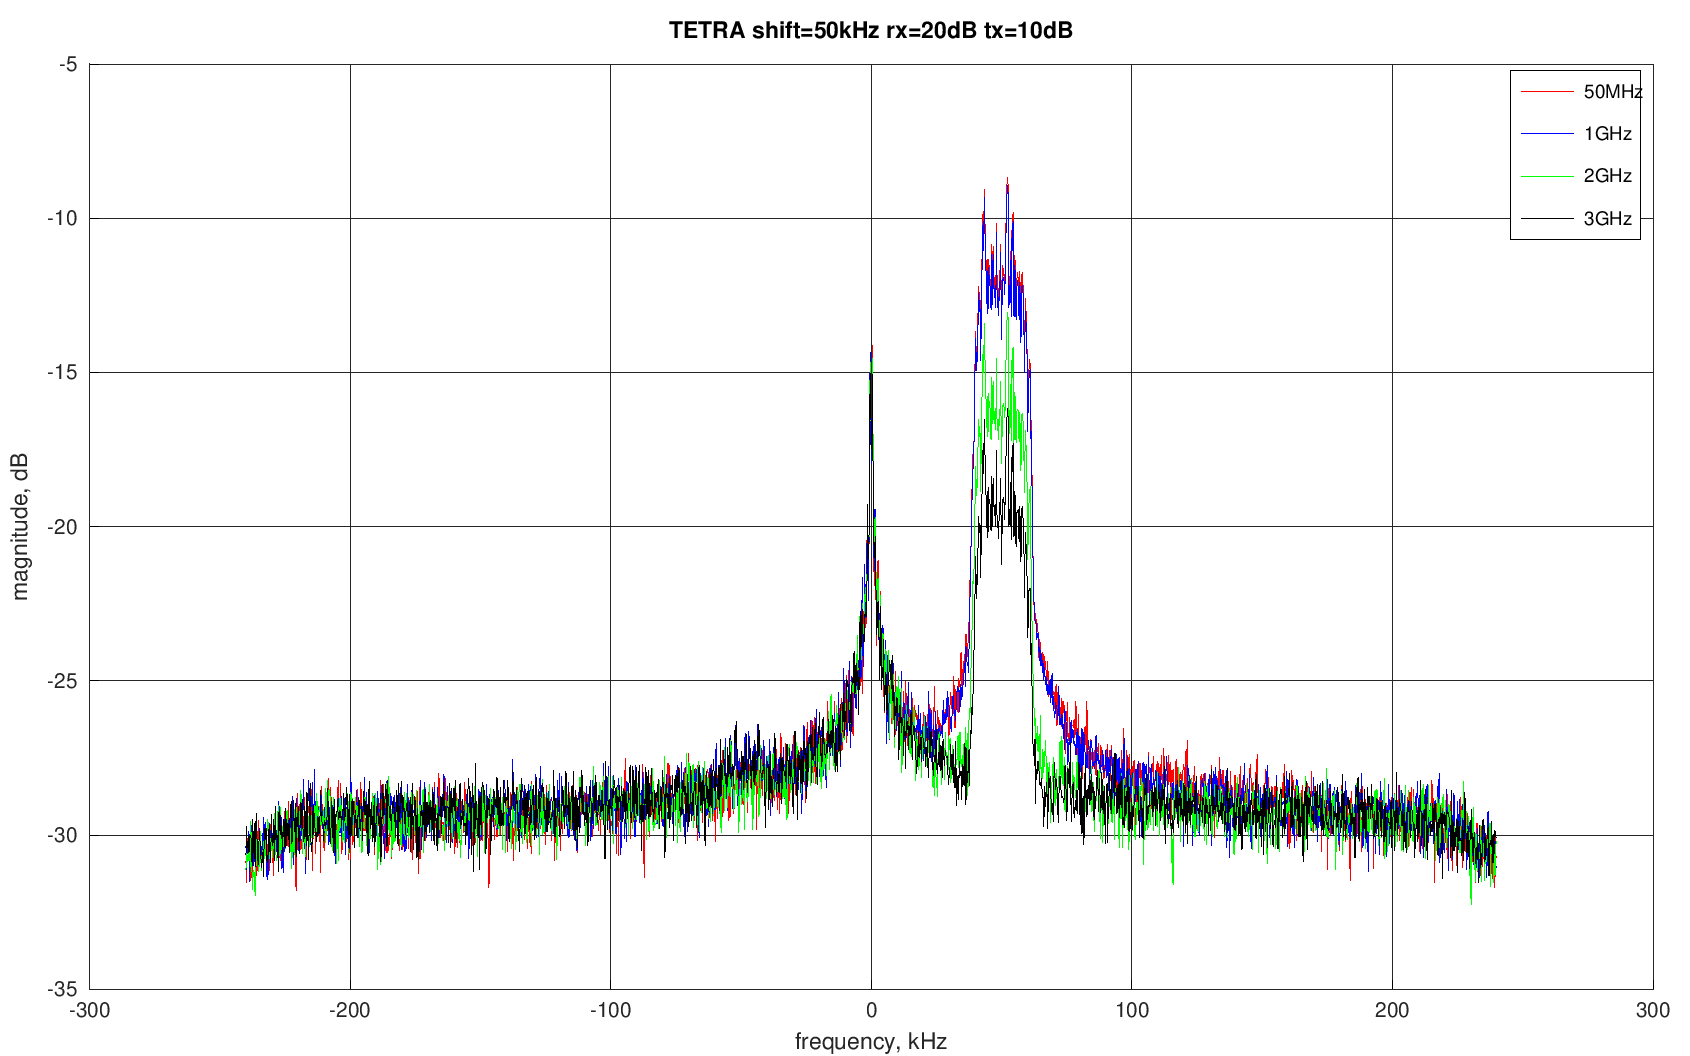 TETRA shift=50kHz rx=20dB tx=10dB
-5
-10
-15
-20
-25
-30
-35
magnitude, dB
-300
-200
-100
0
100
200
300
frequency, kHz
50MHz
1GHz
2GHz
3GHz